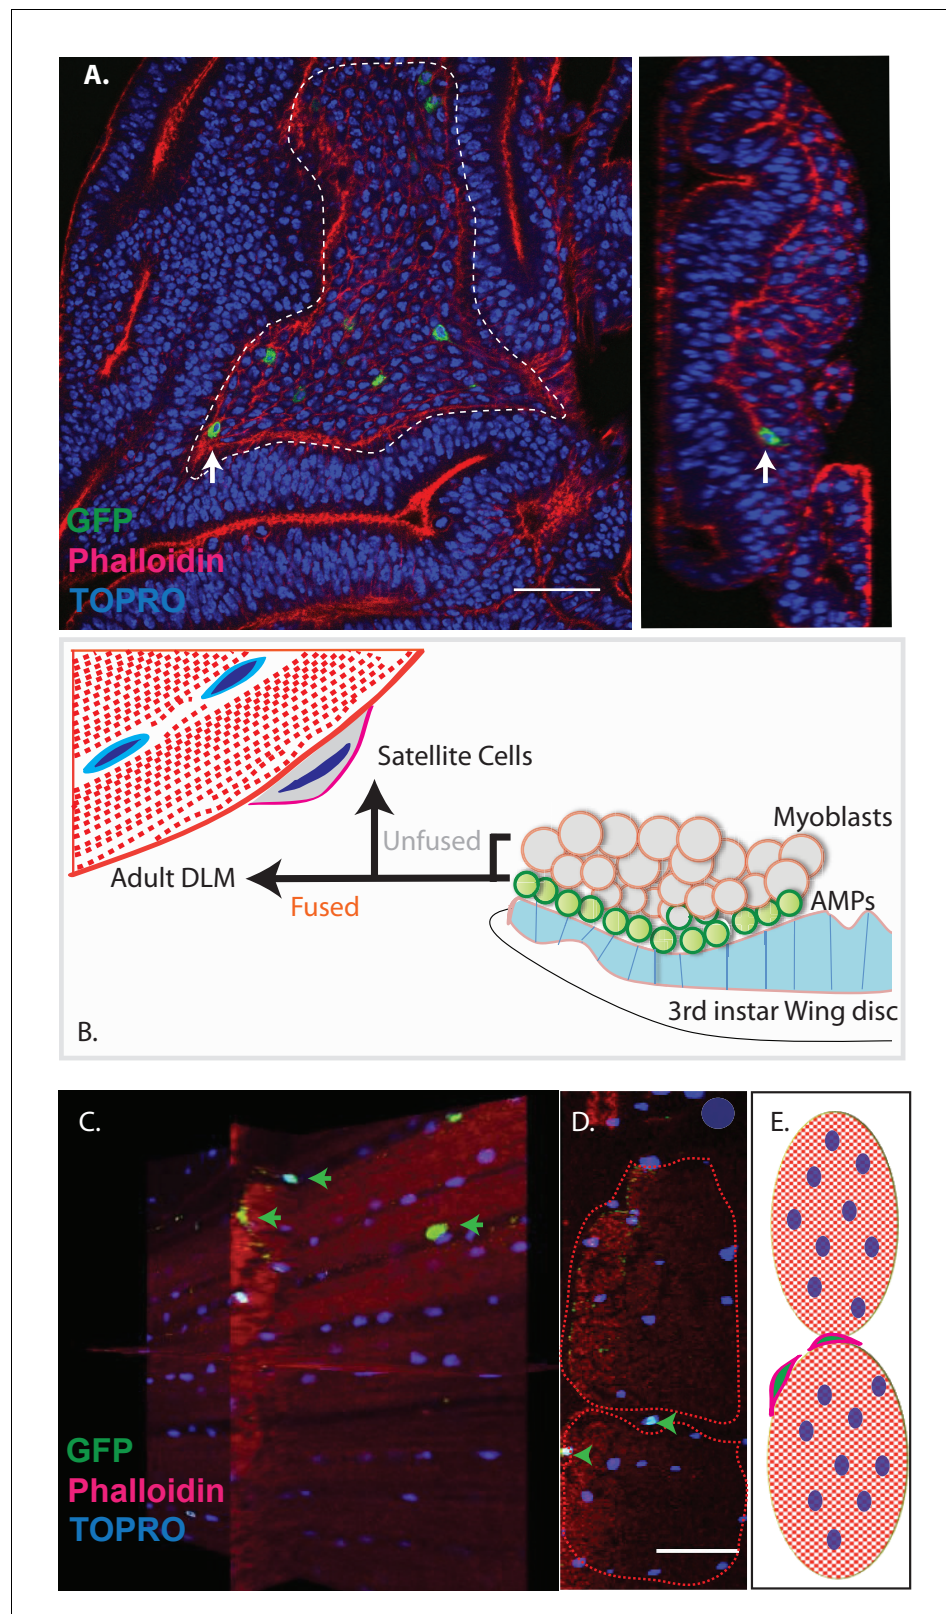 A.
GFP
Phalloidin
TOPRO
Satellite Cells
Myoblasts
Unfused
Adult DLM
AMPs
Fused
3rd instar Wing disc
B.
C.
GFP
Phalloidin
TOPRO
D.
E.